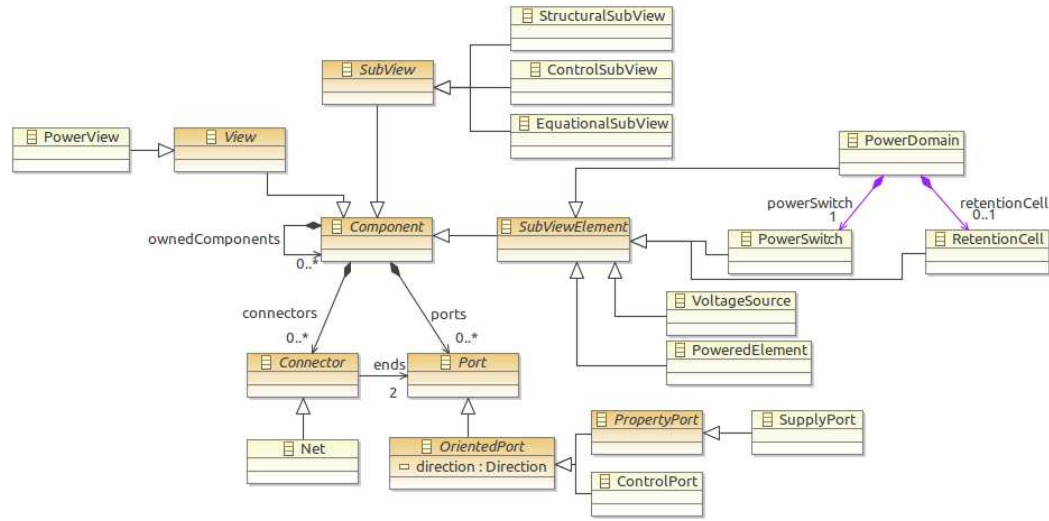 StructuralSubView
SubView
ControlSubView
EquationalSubView
PowerView
View
PowerDomain
powerSwitch
1
retentionCell
0..1
Component
SubViewElement
PowerSwitch
RetentionCell
ownedComponents
0..*
VoltageSource
connectors
0..*
ports
0..*
PoweredElement
Connector
ends
2
Port
PropertyPort
SupplyPort
Net
OrientedPort
direction : Direction
ControlPort